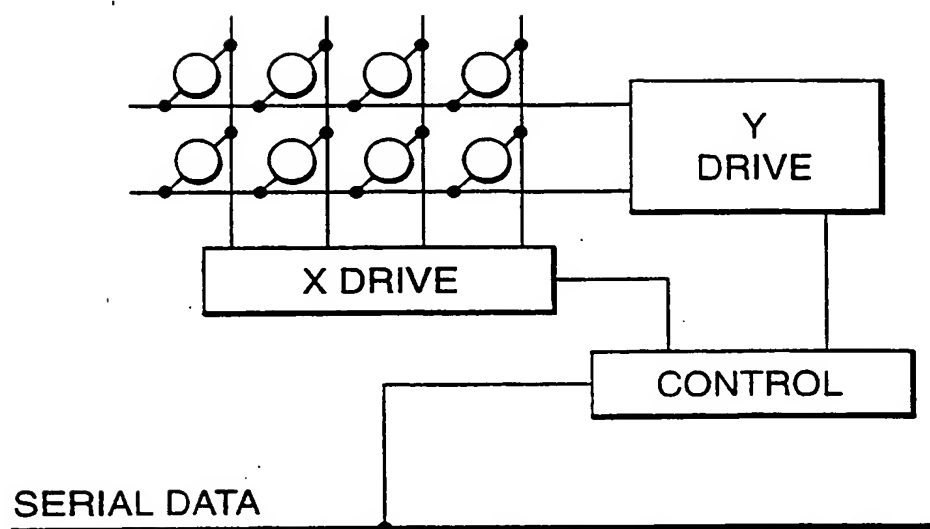 Y
DRIVE
X DRIVE
CONTROL
SERIAL DATA